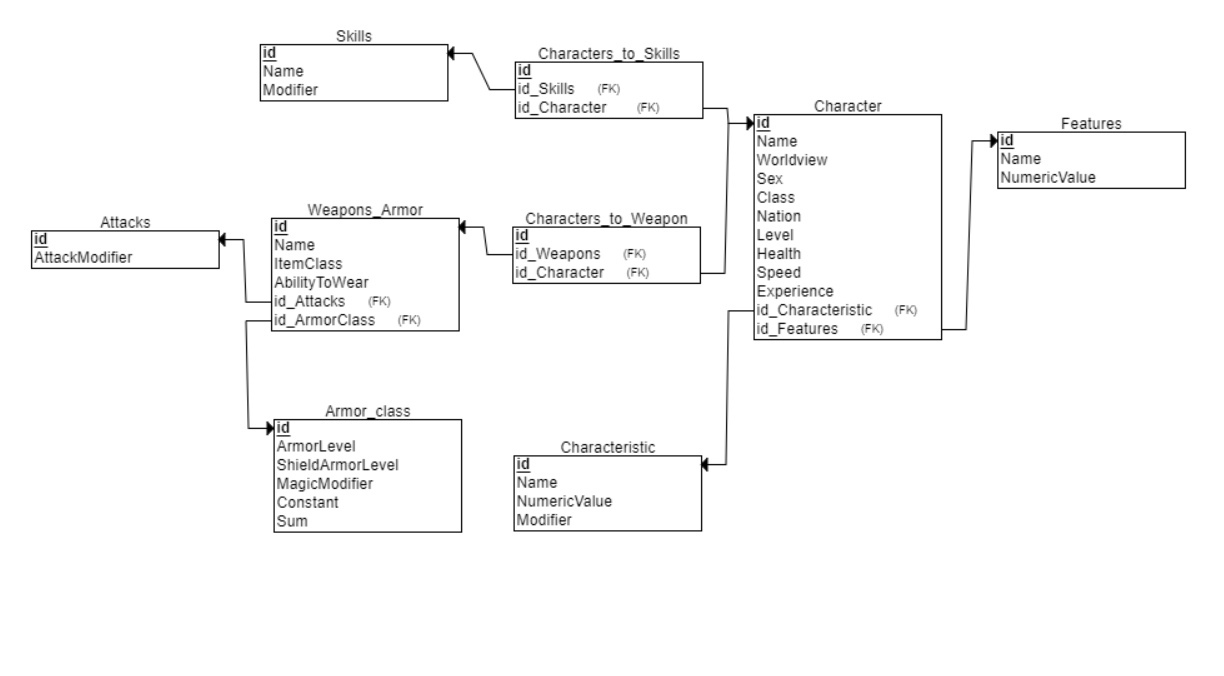 Skills
id
Name
Modifier
Characters_to_Skills
id
id_Skills (FK)
id_Character (FK)
Character
id
Name
Worldview
Sex
Class
Nation
Level
Health
Speed
Experience
id_Characteristic (FK)
id_Features (FK)
Features
id
Name
NumericValue
Attacks
id
AttackModifier
Weapons_Armor
id
Name
ItemClass
AbilityToWear
id_Attacks (FK)
id_ArmorClass (FK)
Characters_to_Weapon
id
id_Weapons (FK)
id_Character (FK)
Armor_class
id
ArmorLevel
ShieldArmorLevel
MagicModifier
Constant
Sum
Characteristic
id
Name
NumericValue
Modifier